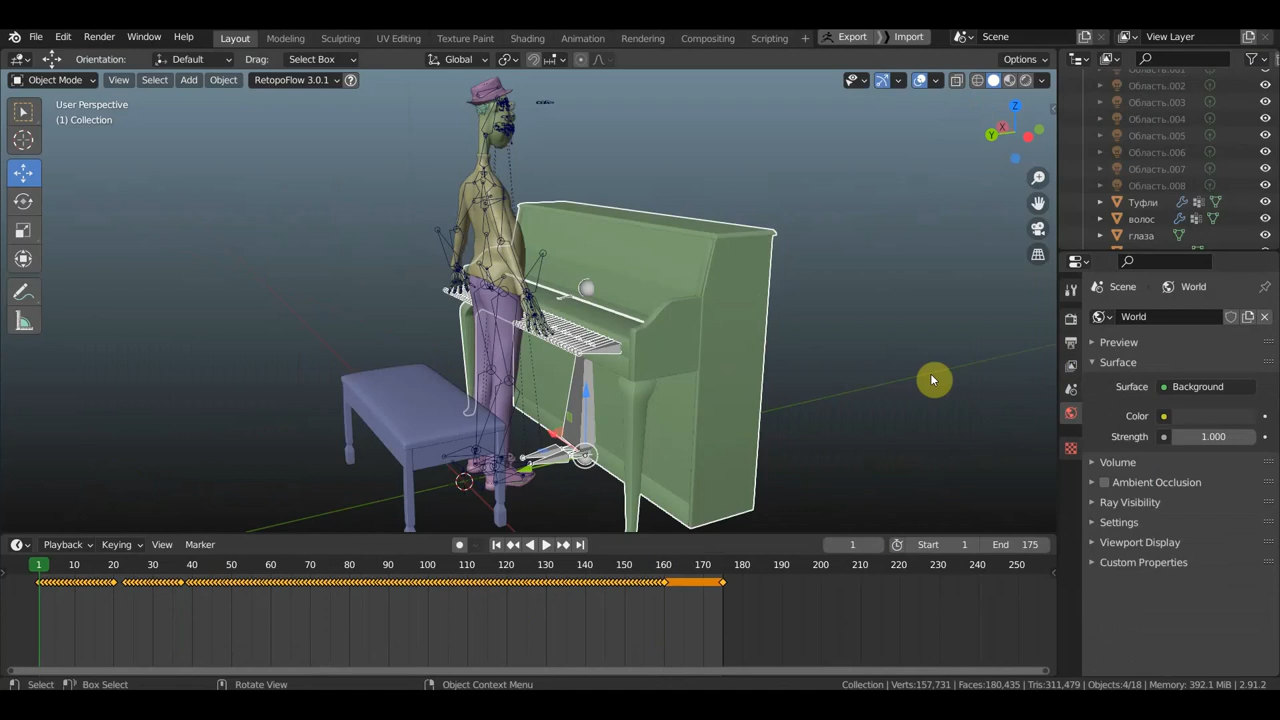 File Edit Render Window Help Layout Modeling Sculpting UV Editing Texture Paint Shading Animation Rendering Compositing Scripting + Export Import Scene View Layer
Orientation: Default Drag: Select Box Global Options
Object Mode View Select Add Object RetopoFlow 3.0.1 ?
User Perspective
(1) Collection
Z
X
Y
Область.001
Область.002
Область.003
Область.004
Область.005
Область.006
Область.007
Область.008
Туфли
волос
глаза
Scene World
World
Preview
Surface
Surface Background
Color
Strength 1.000
Volume
Ambient Occlusion
Ray Visibility
Settings
Viewport Display
Custom Properties
Playback Keying View Marker 1 Start 1 End 175
1 10 20 30 40 50 60 70 80 90 100 110 120 130 140 150 160 170 180 190 200 210 220 230 240 250
Select Box Select Rotate View Object Context Menu Collection | Verts:157,731 | Faces:180,435 | Tris:311,479 | Objects:4/18 | Memory: 392.1 MiB | 2.91.2